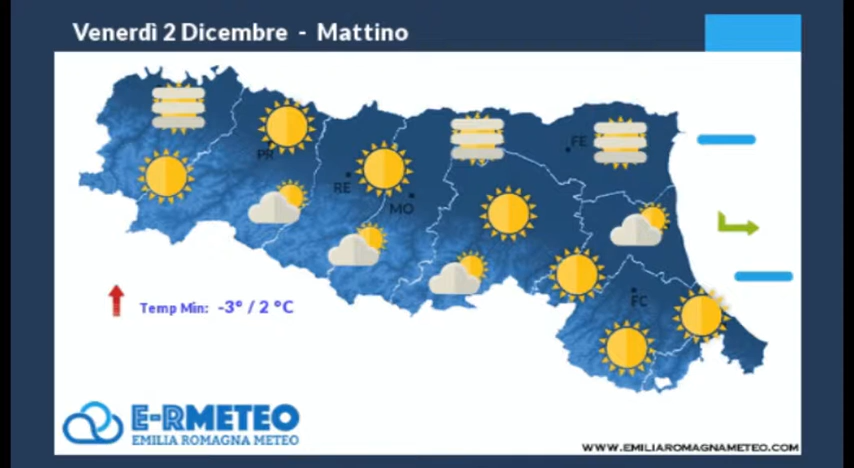 Venerdì 2 Dicembre - Mattino
PR
FE
RE
MO
FC
Temp Min: -3° / 2 °C
E-RMETEO
EMILIA ROMAGNA METEO
WWW.EMILIAROMAGNAMETEO.COM